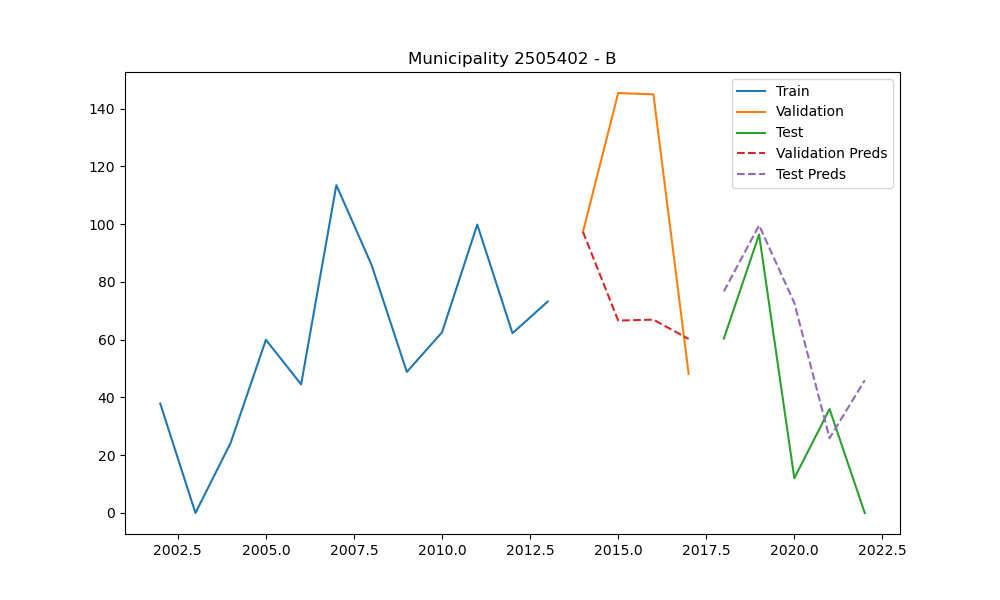 Municipality 2505402 - B
Train
Validation
Test
Validation Preds
Test Preds
140
120
100
80
60
40
20
0
2002.5 2005.0 2007.5 2010.0 2012.5 2015.0 2017.5 2020.0 2022.5